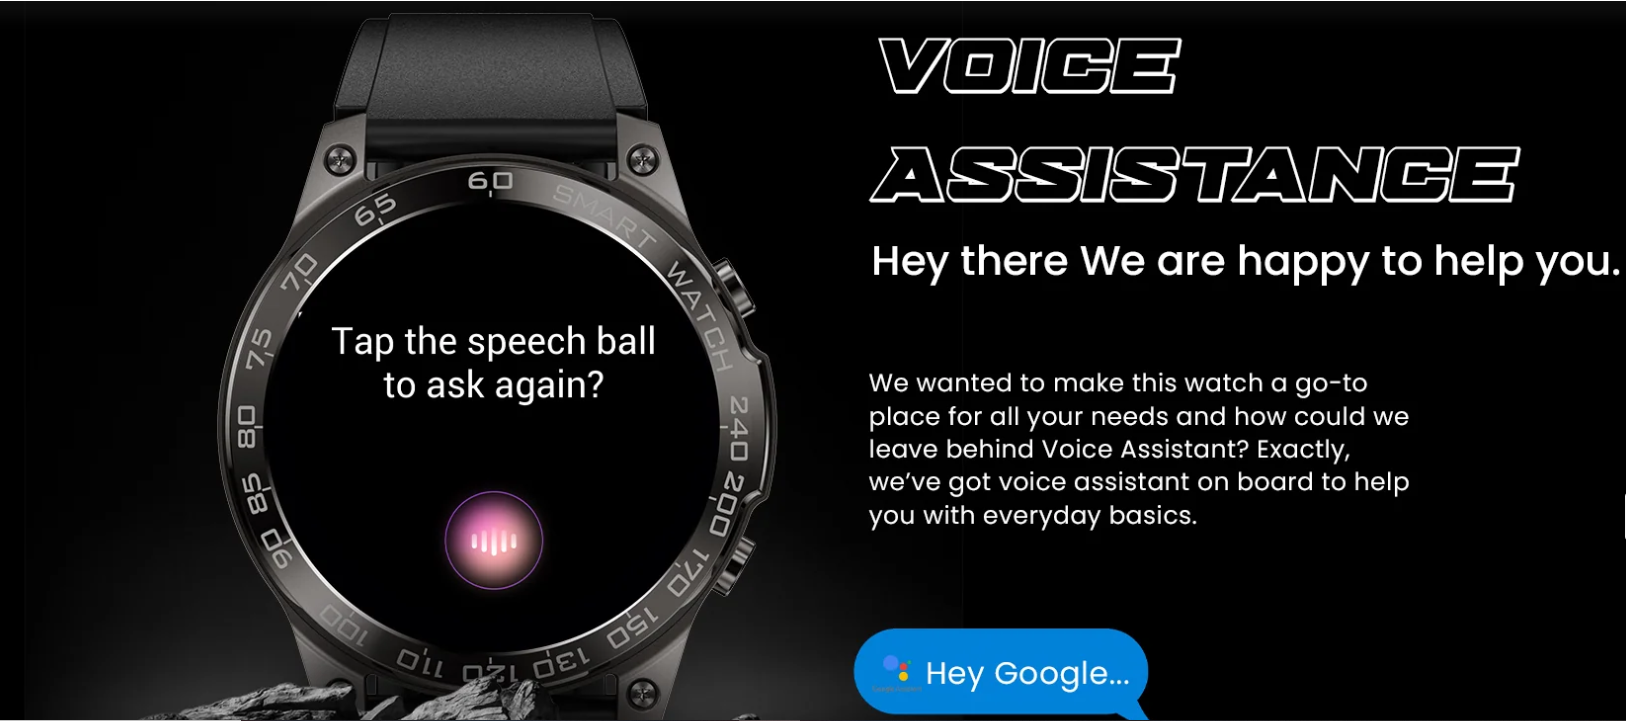 VOICE
ASSISTANCE
Hey there We are happy to help you.
We wanted to make this watch a go-to
place for all your needs and how could we
leave behind Voice Assistant? Exactly,
we’ve got voice assistant on board to help
you with everyday basics.
Hey Google...
60
SMART WATCH
240
200
170
150
130
120
110
100
90
85
80
75
70
65
Tap the speech ball
to ask again?